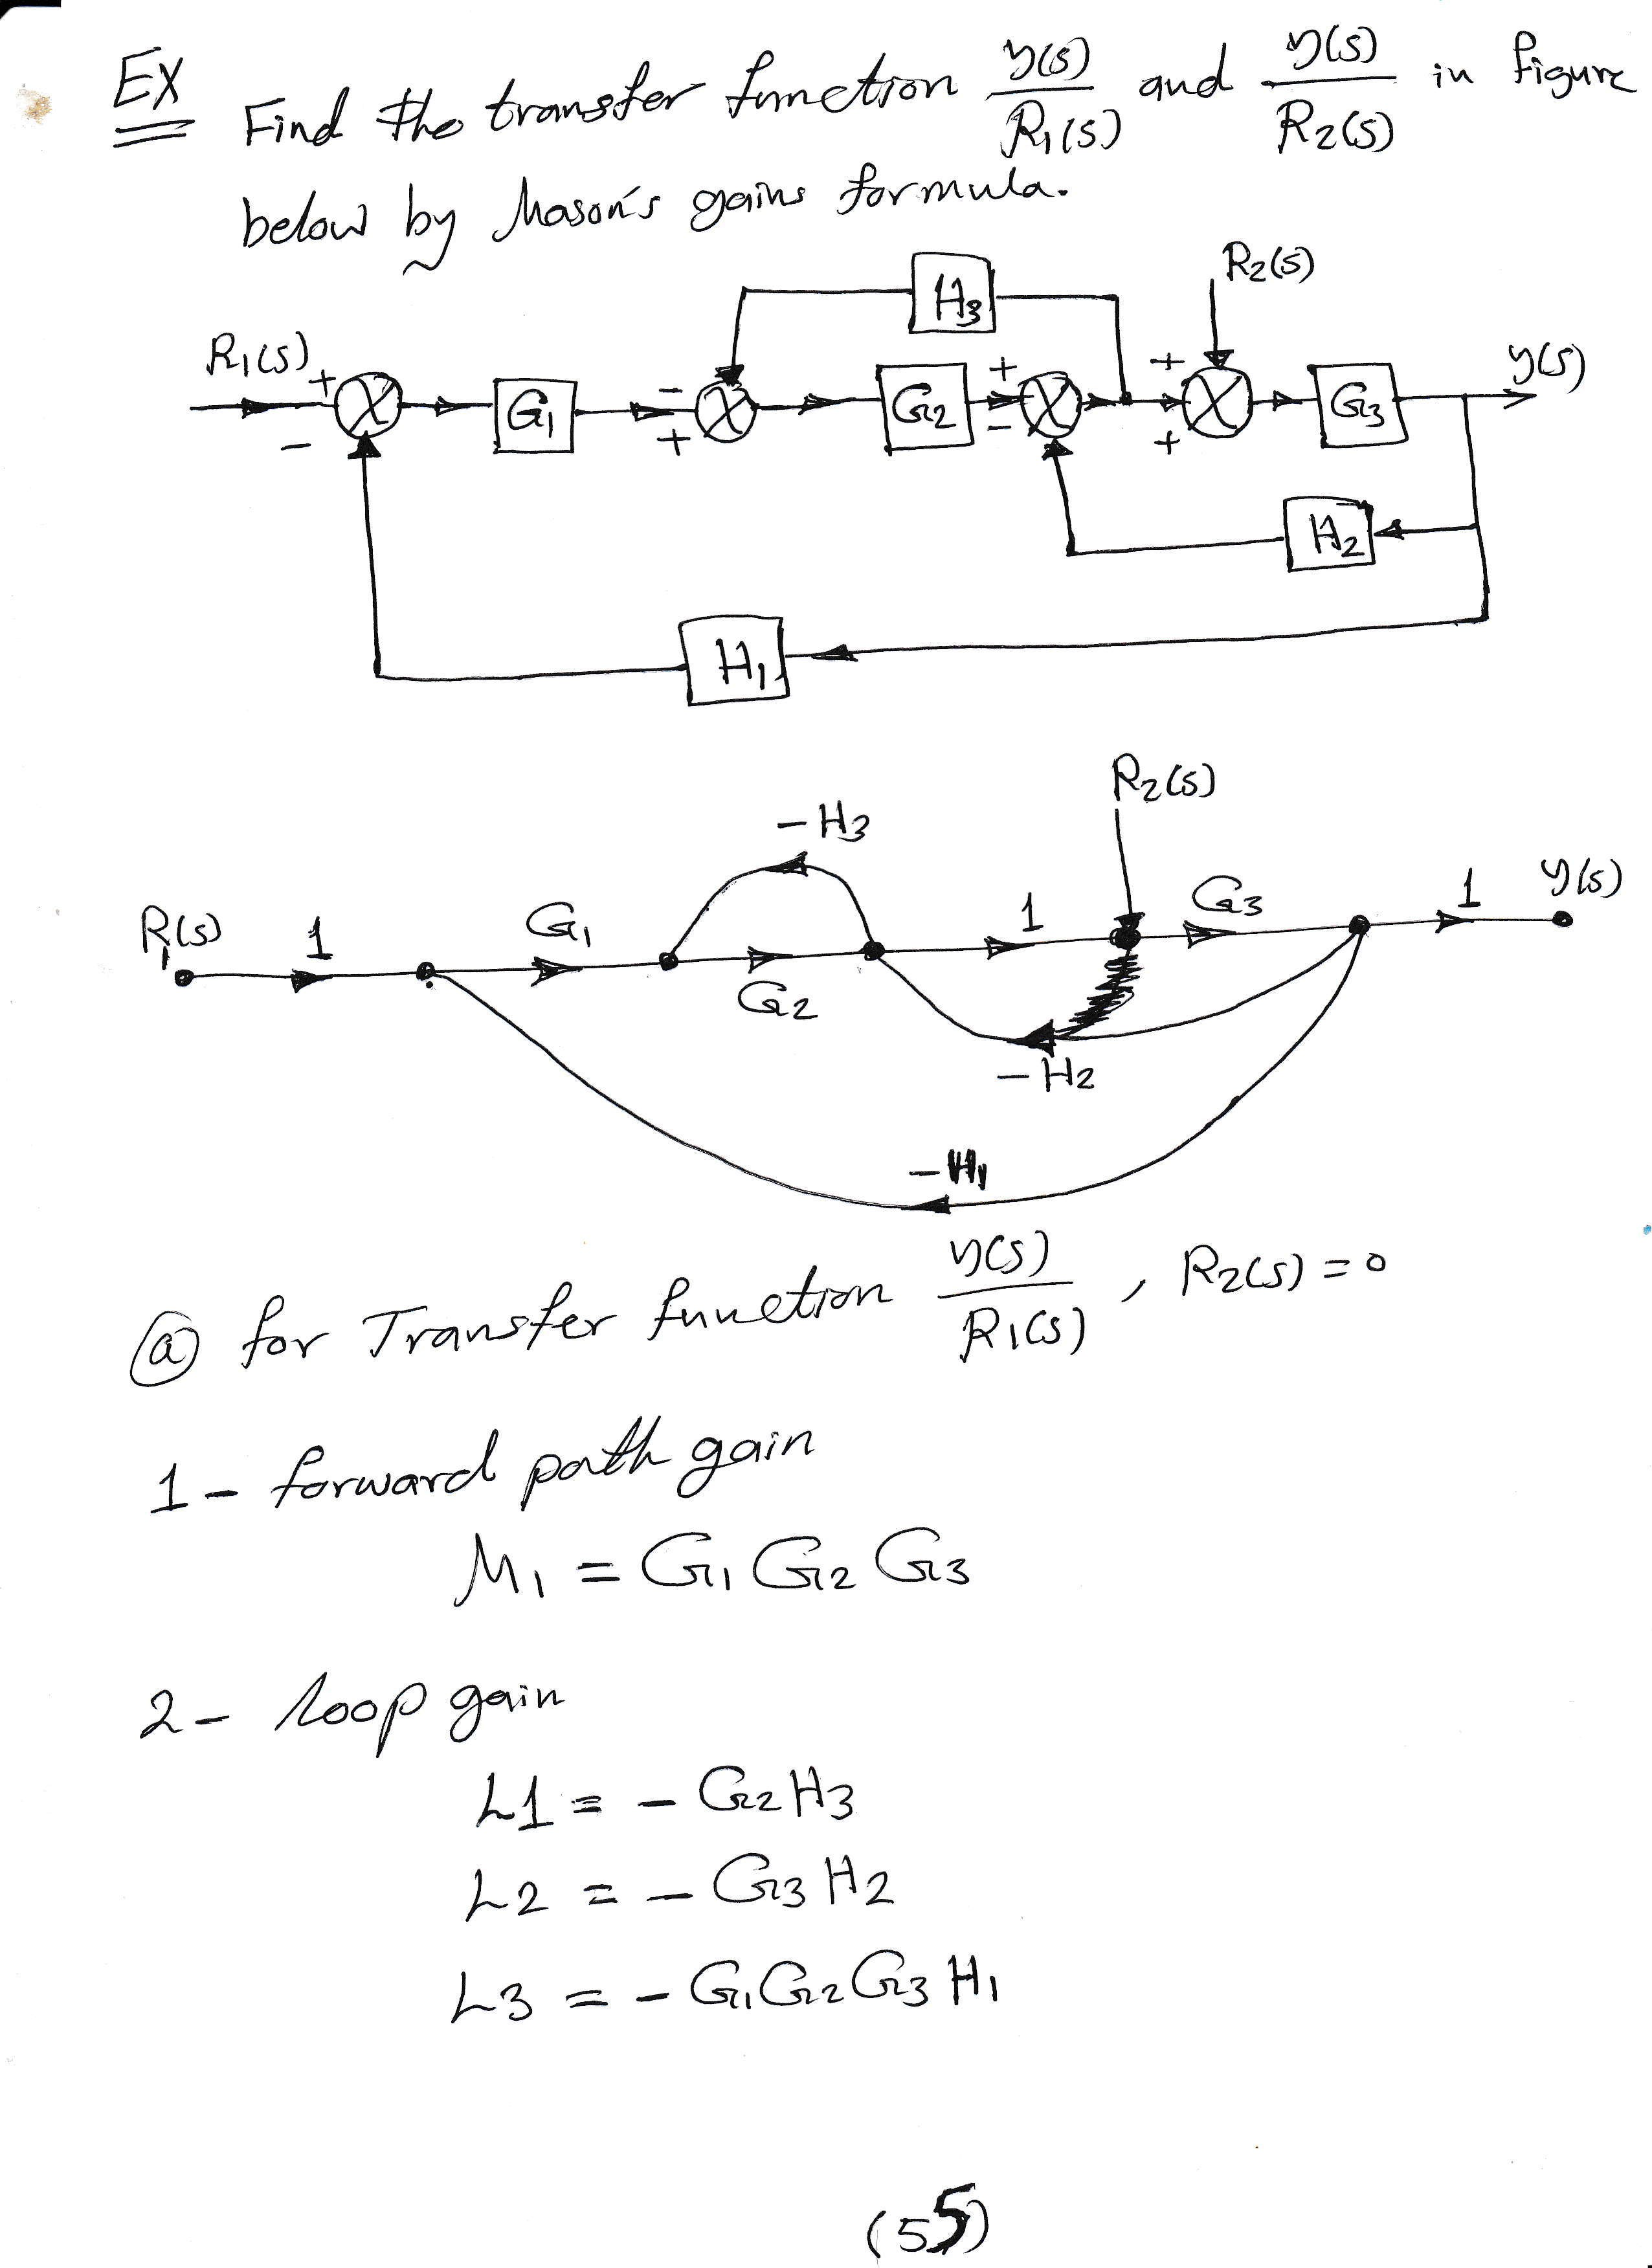 EX Find the transfer function y(s)/R1(s) and y(s)/R2(s) in figure
below by Mason's gains formula.
R2(s)
H3
R1(s) + - + + y(s)
G1 G2 G3
- + - +
H2
H1
R2(s)
-H3
R1(s) 1 G1 G2 1 G3 1 y(s)
-H2
-H1
ⓐ for Transfer function y(s)/R1(s) , R2(s) = 0
1- forward path gain
M1 = G1 G2 G3
2- loop gain
L1 = - G2 H3
L2 = - G3 H2
L3 = - G1 G2 G3 H1
(55)